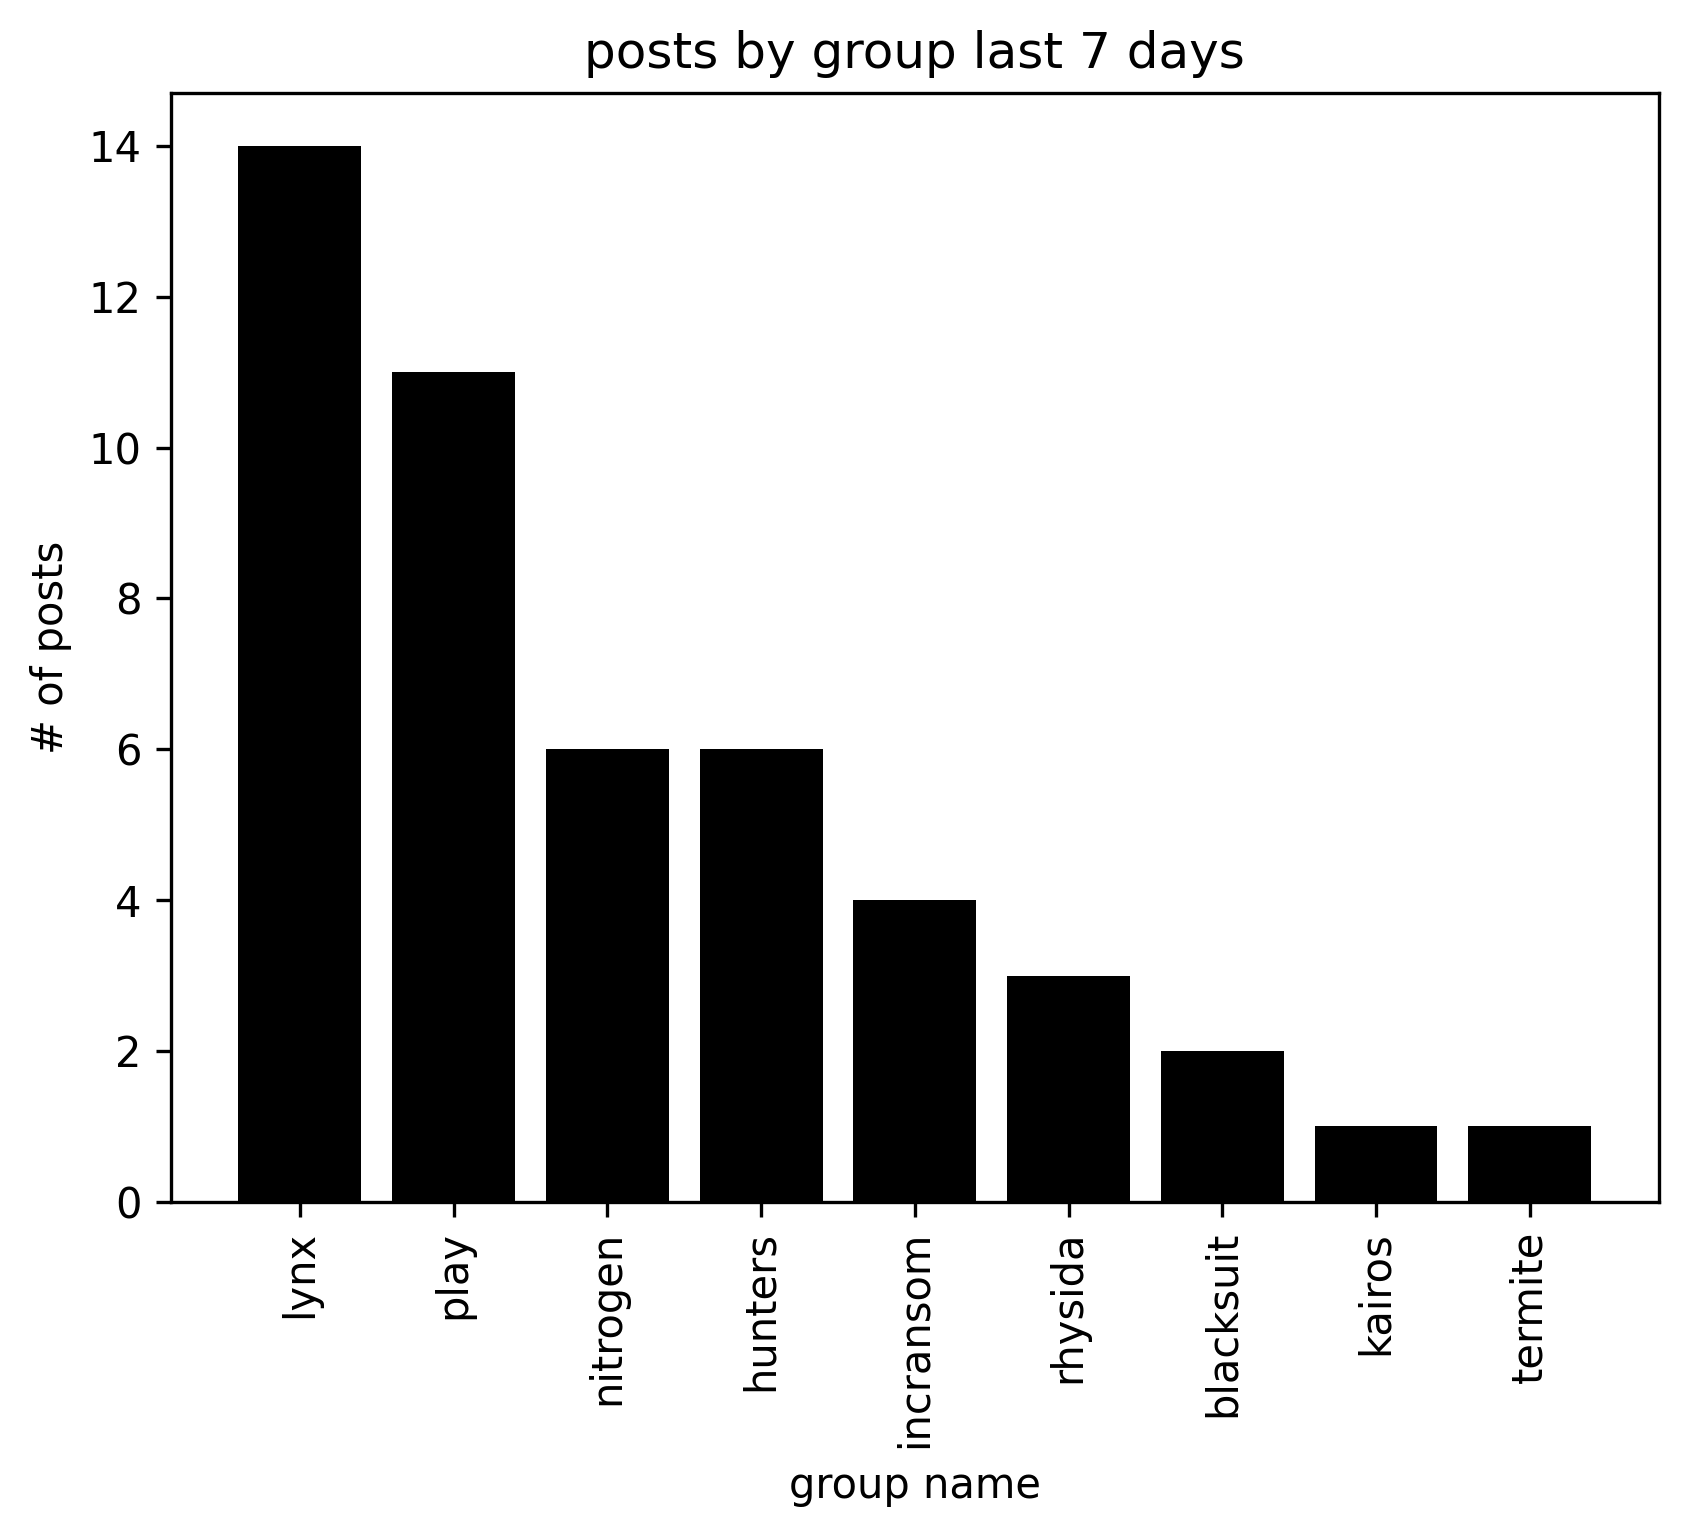 posts by group last 7 days
14
12
10
8
6
4
2
0
# of posts
lynx
play
nitrogen
hunters
incransom
rhysida
blacksuit
kairos
termite
group name